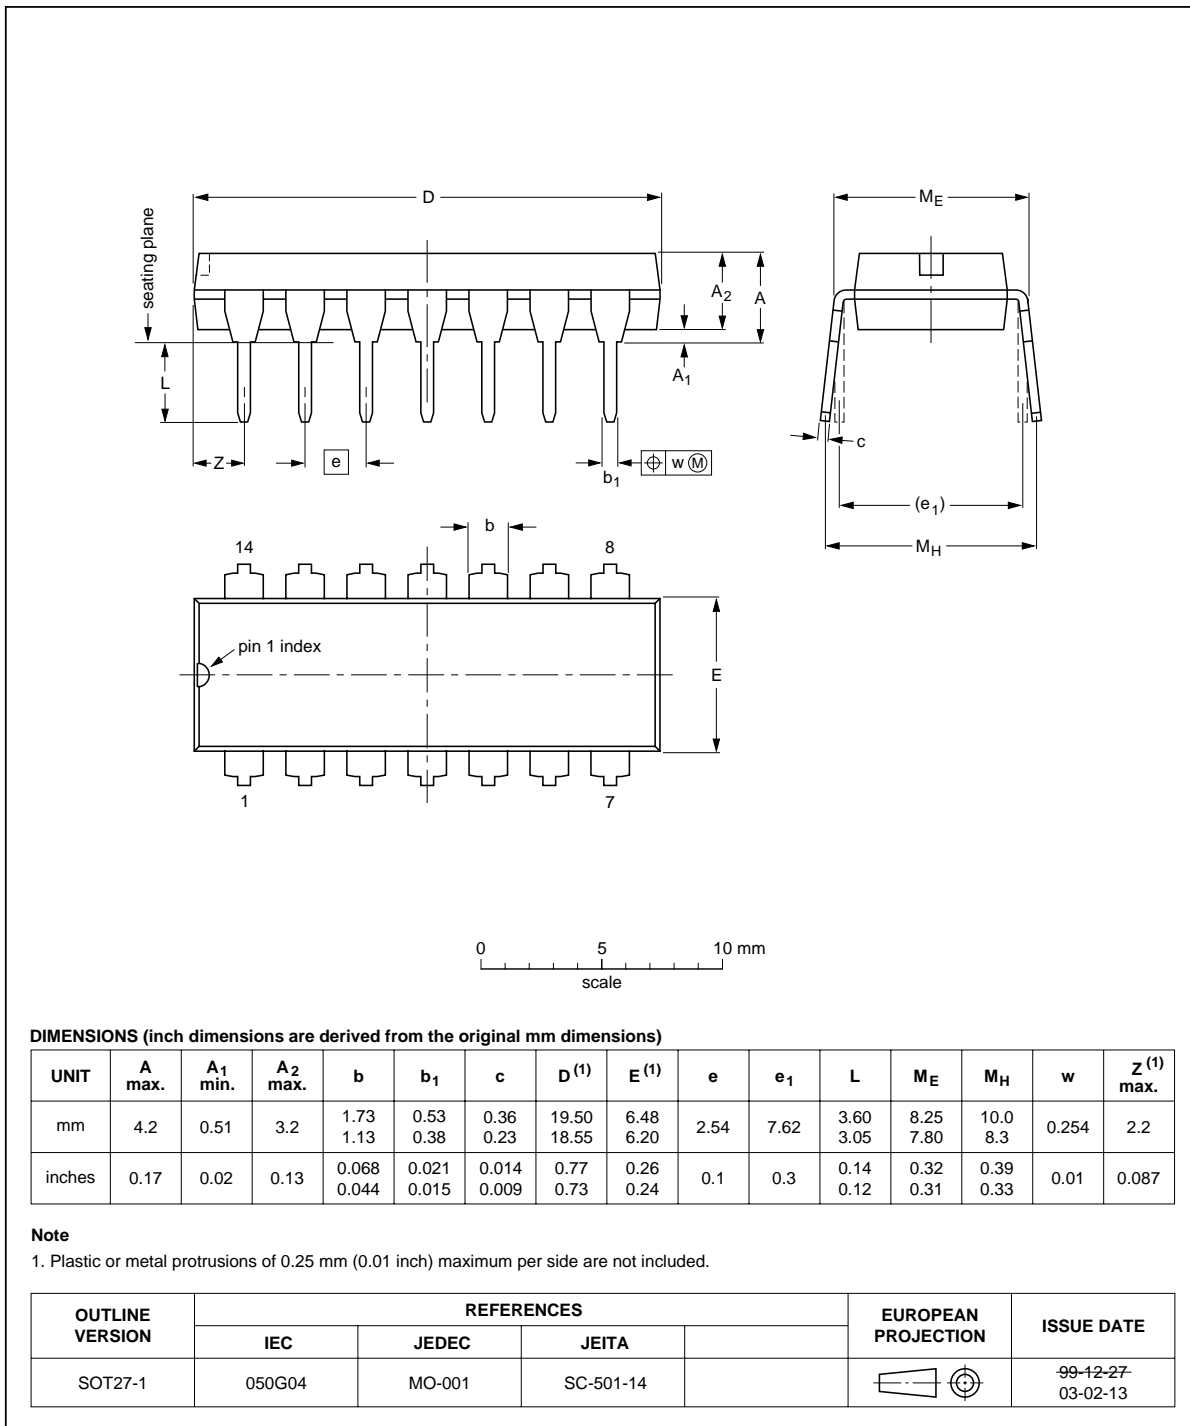 D
M_E
seating plane
A_2
A
A_1
L
c
Z
e
b_1
w Ⓜ
(e_1)
M_H
b
14
8
pin 1 index
E
1
7
0 5 10 mm
scale
DIMENSIONS (inch dimensions are derived from the original mm dimensions)
UNIT A max. A1 min. A2 max. b b1 c D(1) E(1) e e1 L ME MH w Z(1) max.
mm 4.2 0.51 3.2 1.73 1.13 0.53 0.38 0.36 0.23 19.50 18.55 6.48 6.20 2.54 7.62 3.60 3.05 8.25 7.80 10.0 8.3 0.254 2.2
inches 0.17 0.02 0.13 0.068 0.044 0.021 0.015 0.014 0.009 0.77 0.73 0.26 0.24 0.1 0.3 0.14 0.12 0.32 0.31 0.39 0.33 0.01 0.087
Note
1. Plastic or metal protrusions of 0.25 mm (0.01 inch) maximum per side are not included.
OUTLINE VERSION REFERENCES EUROPEAN PROJECTION ISSUE DATE
IEC JEDEC JEITA
SOT27-1 050G04 MO-001 SC-501-14 99-12-27
03-02-13